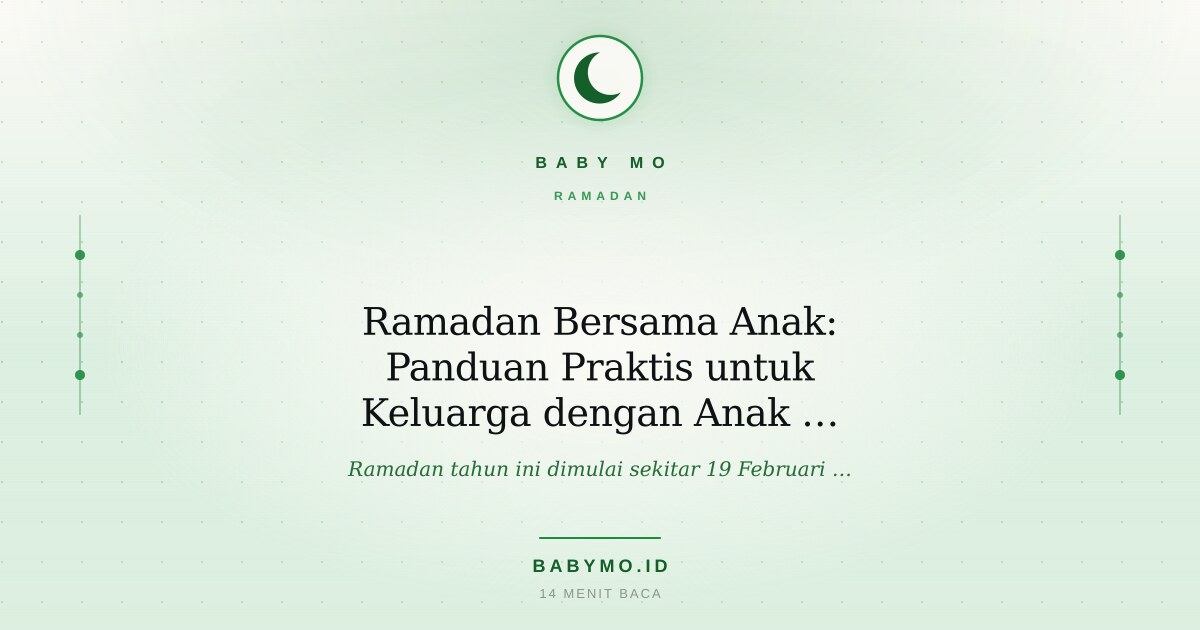 BABY MO
RAMADAN
Ramadan Bersama Anak:
Panduan Praktis untuk
Keluarga dengan Anak ...
Ramadan tahun ini dimulai sekitar 19 Februari ...
BABYMO.ID
14 MENIT BACA